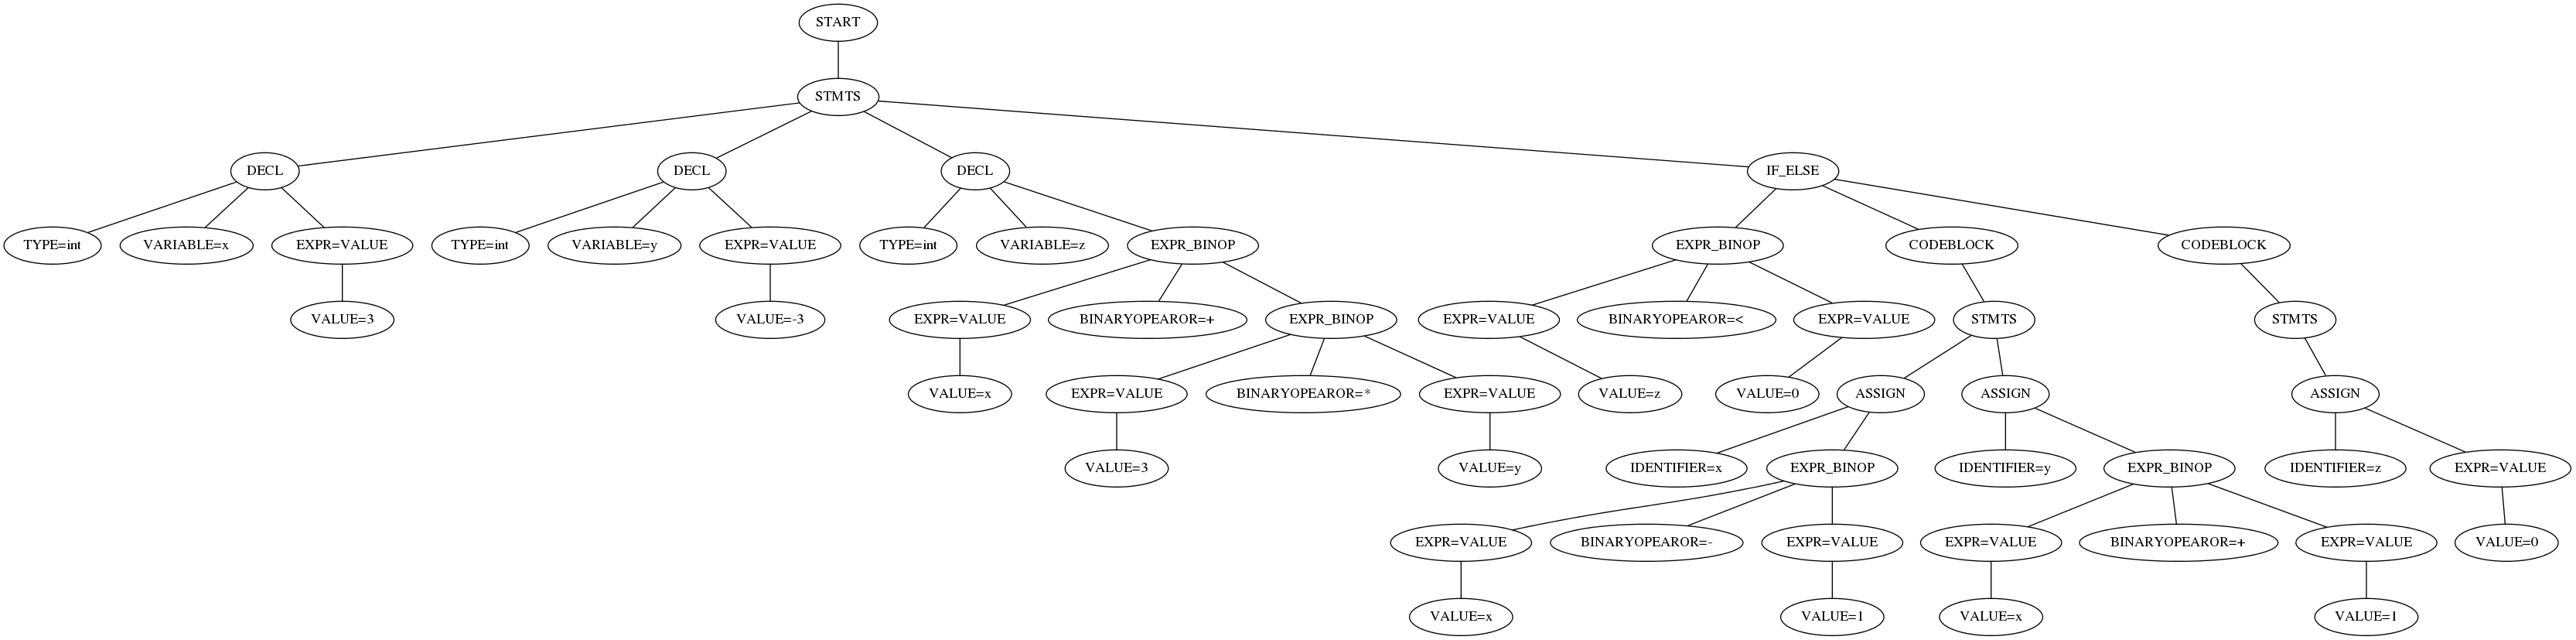 START
STMTS
DECL
DECL
DECL
IF_ELSE
TYPE=int
VARIABLE=x
EXPR=VALUE
TYPE=int
VARIABLE=y
EXPR=VALUE
TYPE=int
VARIABLE=z
EXPR_BINOP
EXPR_BINOP
CODEBLOCK
CODEBLOCK
VALUE=3
VALUE=-3
EXPR=VALUE
BINARYOPEAROR=+
EXPR_BINOP
EXPR=VALUE
BINARYOPEAROR=<
EXPR=VALUE
STMTS
STMTS
VALUE=x
EXPR=VALUE
BINARYOPEAROR=*
EXPR=VALUE
VALUE=z
VALUE=0
ASSIGN
ASSIGN
ASSIGN
VALUE=3
VALUE=y
IDENTIFIER=x
EXPR_BINOP
IDENTIFIER=y
EXPR_BINOP
IDENTIFIER=z
EXPR=VALUE
EXPR=VALUE
BINARYOPEAROR=-
EXPR=VALUE
EXPR=VALUE
BINARYOPEAROR=+
EXPR=VALUE
VALUE=0
VALUE=x
VALUE=1
VALUE=x
VALUE=1